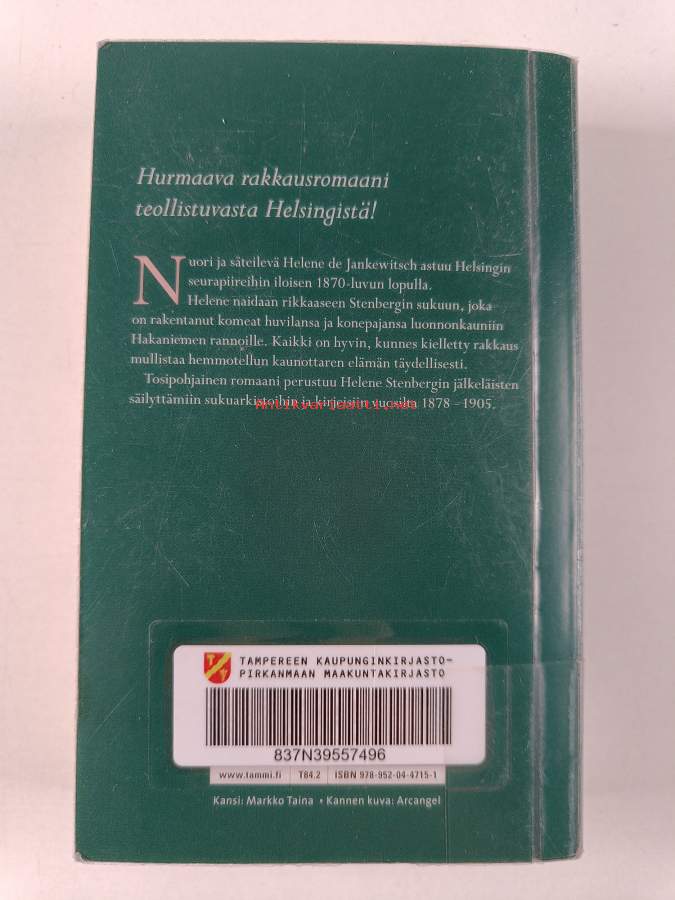 Hurmaava rakkausromaani
teollistuvasta Helsingistä!
Nuori ja säteilevä Helene de Jankewitsch astuu Helsingin
seurapiireihin iloisen 1870-luvun lopulla.
Helene naidaan rikkaaseen Stenbergin sukuun, joka
on rakentanut komeat huvilansa ja konepajansa luonnonkauniin
Hakaniemen rannoille. Kaikki on hyvin, kunnes kielletty rakkaus
mullistaa hemmotellun kaunottaren elämän täydellisesti.
Tosipohjainen romaani perustuu Helene Stenbergin jälkeläisten
säilyttämiin sukuarkistoihin ja kirjeisiin vuosilta 1878–1905.
Antikvariaatti.net
TAMPEREEN KAUPUNGINKIRJASTO-
PIRKANMAAN MAAKUNTAKIRJASTO
837N39557496
www.tammi.fi T84.2 ISBN 978-952-04-4715-1
Kansi: Markko Taina • Kannen kuva: Arcangel